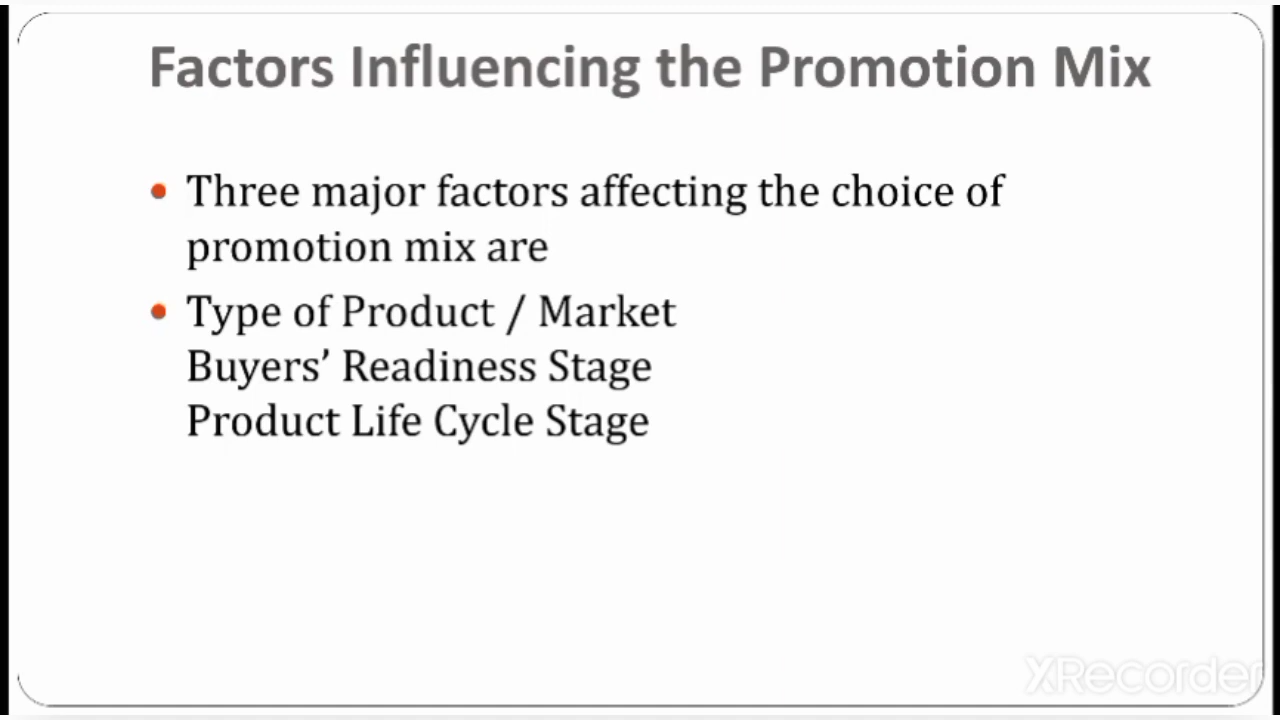 Factors Influencing the Promotion Mix
• Three major factors affecting the choice of
promotion mix are
• Type of Product / Market
Buyers’ Readiness Stage
Product Life Cycle Stage
XRecorder